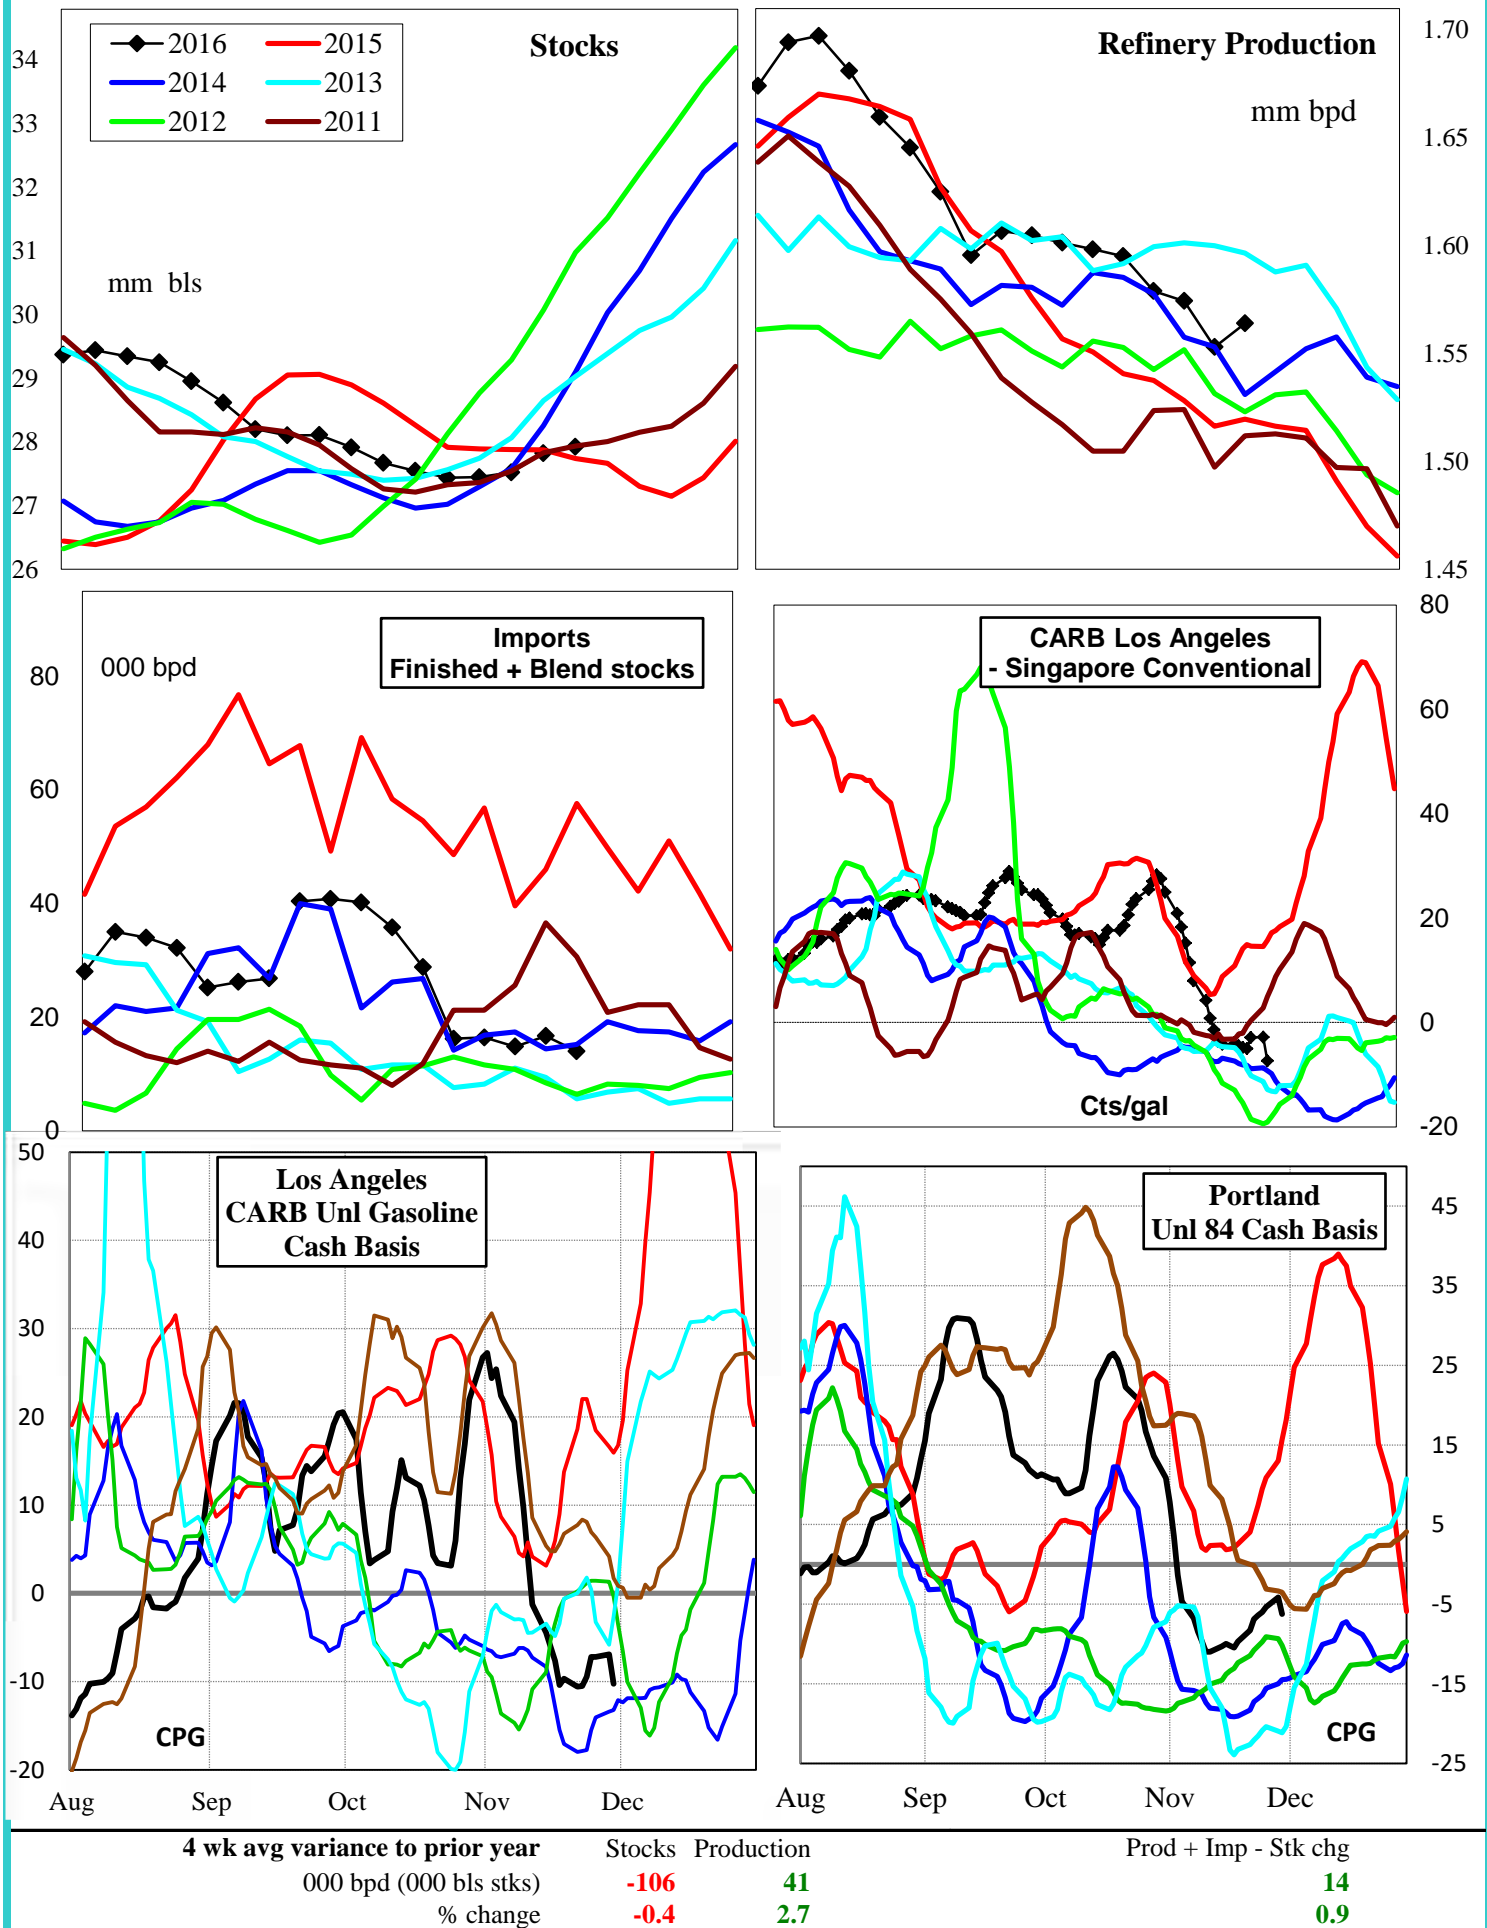 2016 2015
2014 2013
2012 2011
Stocks
mm bls
34
33
32
31
30
29
28
27
26
Refinery Production
mm bpd
1.70
1.65
1.60
1.55
1.50
1.45
Imports
Finished + Blend stocks
000 bpd
80
60
40
20
0
CARB Los Angeles
- Singapore Conventional
Cts/gal
80
60
40
20
0
-20
Los Angeles
CARB Unl Gasoline
Cash Basis
CPG
50
40
30
20
10
0
-10
-20
Aug Sep Oct Nov Dec
Portland
Unl 84 Cash Basis
CPG
45
35
25
15
5
-5
-15
-25
Aug Sep Oct Nov Dec
4 wk avg variance to prior year Stocks Production Prod + Imp - Stk chg
000 bpd (000 bls stks) -106 41 14
% change -0.4 2.7 0.9